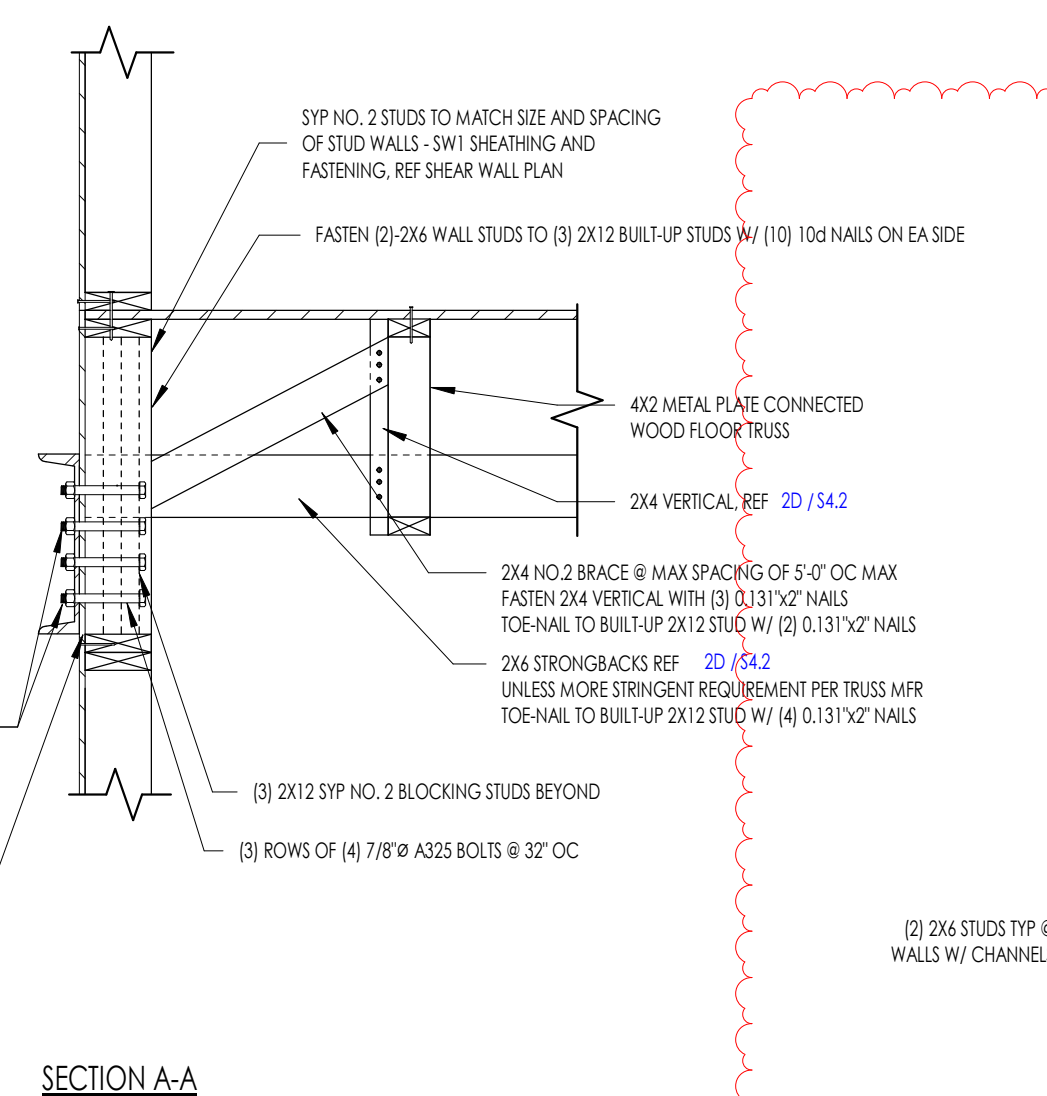 SYP NO. 2 STUDS TO MATCH SIZE AND SPACING
OF STUD WALLS - SW1 SHEATHING AND
FASTENING, REF SHEAR WALL PLAN
FASTEN (2)-2X6 WALL STUDS TO (3) 2X12 BUILT-UP STUDS W/ (10) 10d NAILS ON EA SIDE
4X2 METAL PLATE CONNECTED
WOOD FLOOR TRUSS
2X4 VERTICAL, REF 2D / S4.2
2X4 NO.2 BRACE @ MAX SPACING OF 5'-0" OC MAX
FASTEN 2X4 VERTICAL WITH (3) 0.131"x2" NAILS
TOE-NAIL TO BUILT-UP 2X12 STUD W/ (2) 0.131"x2" NAILS
2X6 STRONGBACKS REF 2D / S4.2
UNLESS MORE STRINGENT REQUIREMENT PER TRUSS MFR
TOE-NAIL TO BUILT-UP 2X12 STUD W/ (4) 0.131"x2" NAILS
(3) 2X12 SYP NO. 2 BLOCKING STUDS BEYOND
(3) ROWS OF (4) 7/8"Ø A325 BOLTS @ 32" OC
(2) 2X6 STUDS TYP @
WALLS W/ CHANNEL
SECTION A-A